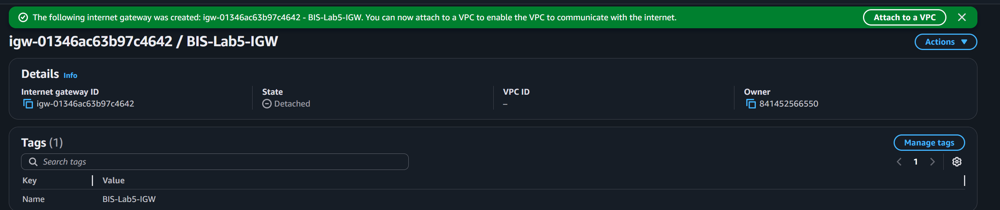 The following internet gateway was created: igw-01346ac63b97c4642 - BIS-Lab5-IGW. You can now attach to a VPC to enable the VPC to communicate with the internet.
Attach to a VPC
igw-01346ac63b97c4642 / BIS-Lab5-IGW
Actions
Details Info
Internet gateway ID
igw-01346ac63b97c4642
State
Detached
VPC ID
–
Owner
841452566550
Tags (1)
Manage tags
Search tags
1
Key Value
Name BIS-Lab5-IGW